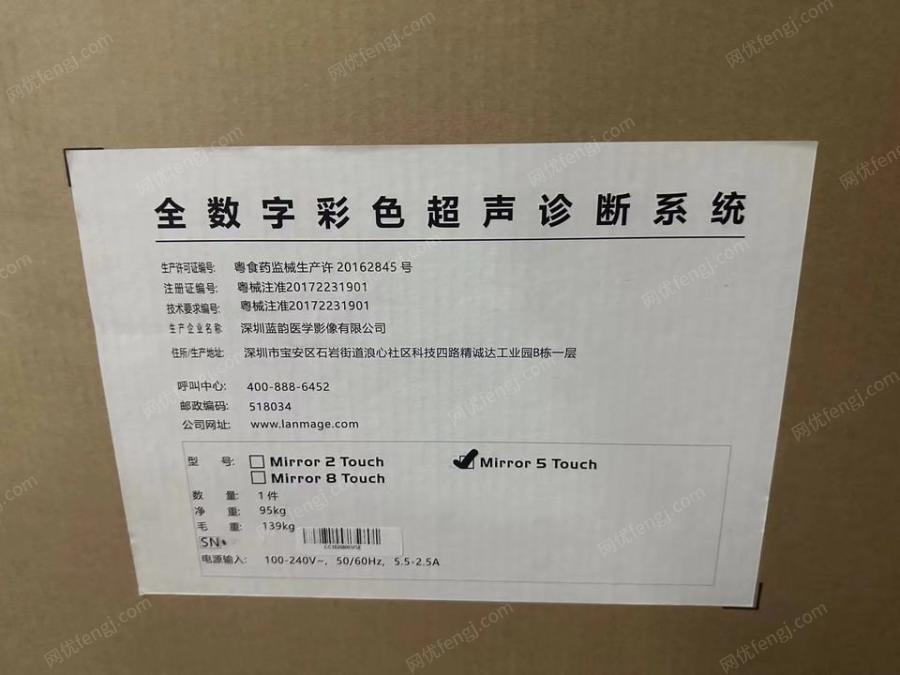 全数字彩色超声诊断系统
生产许可证编号: 粤食药监械生产许 20162845 号
注册证编号: 粤械注准20172231901
技术要求编号: 粤械注准20172231901
生产企业名称: 深圳蓝韵医学影像有限公司
住所/生产地址: 深圳市宝安区石岩街道浪心社区科技四路精诚达工业园B栋一层
呼叫中心: 400-888-6452
邮政编码: 518034
公司网址: www.lanmage.com
型 号: Mirror 2 Touch Mirror 5 Touch
Mirror 8 Touch
数 量: 1 件
净 重: 95kg
毛 重: 139kg
SN:
电源输入: 100-240V~, 50/60Hz, 5.5-2.5A
网优fengj.com